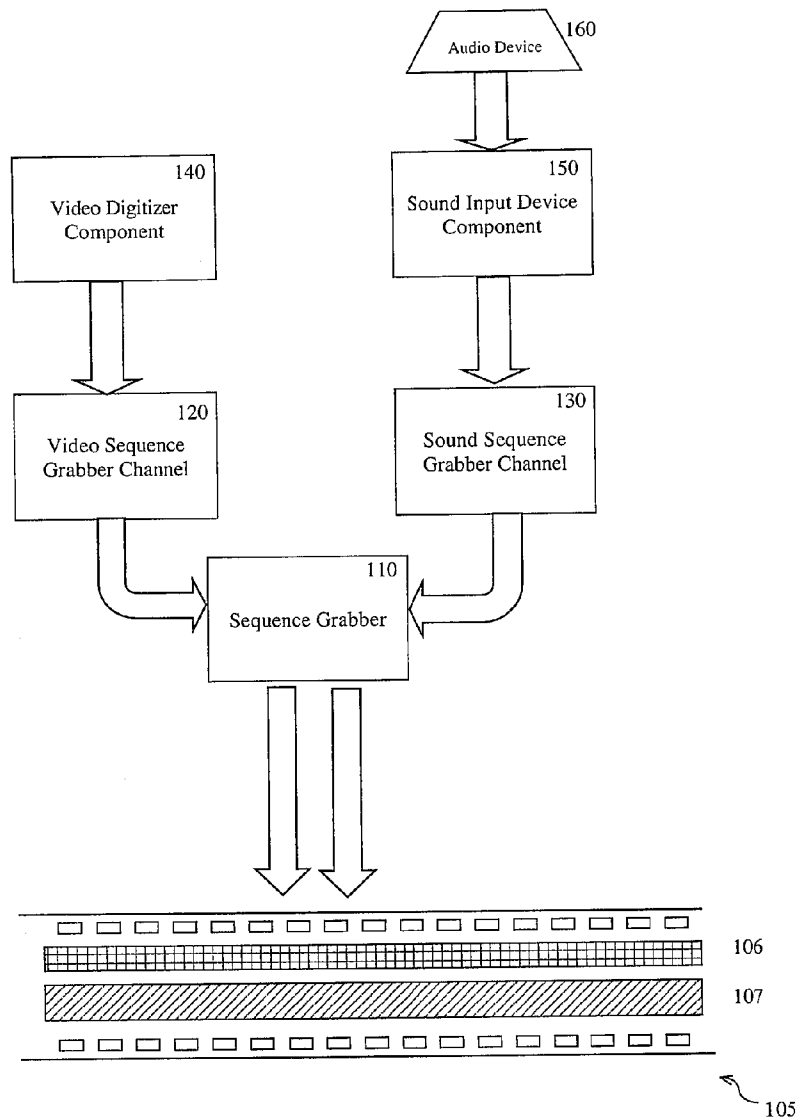 160
Audio Device
140
Video Digitizer
Component
150
Sound Input Device
Component
120
Video Sequence
Grabber Channel
130
Sound Sequence
Grabber Channel
110
Sequence Grabber
106
107
105